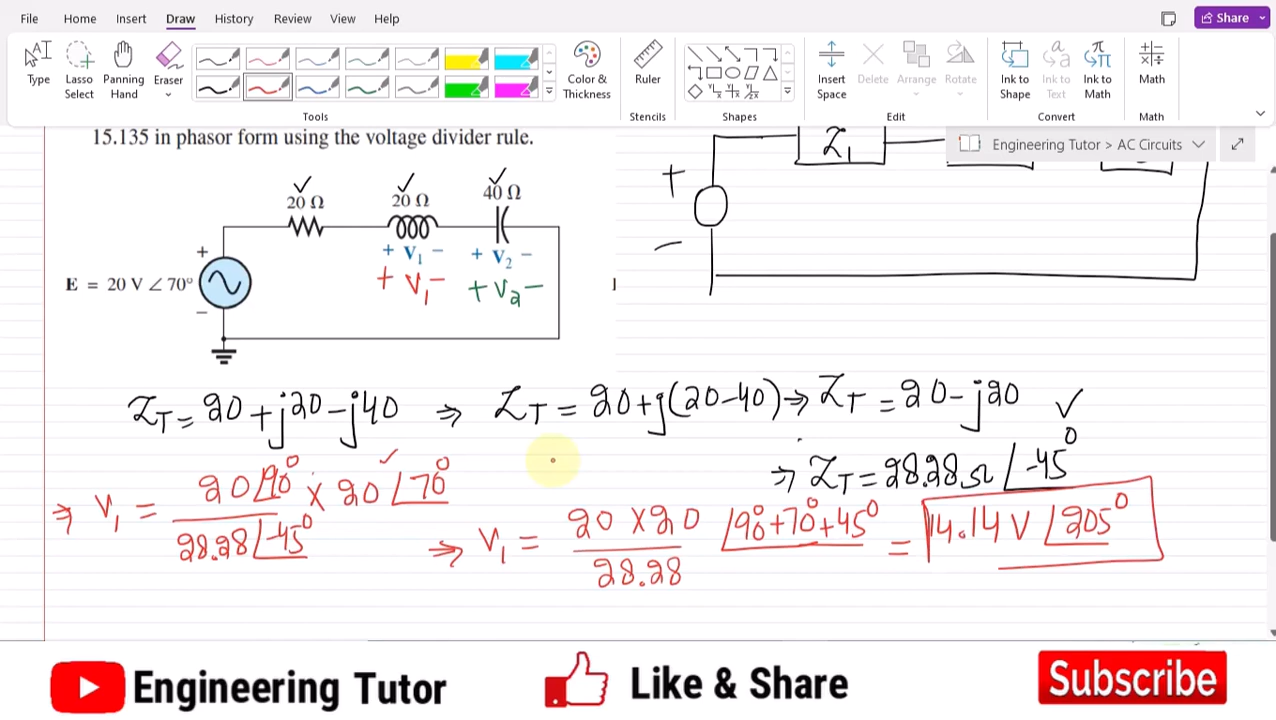 File Home Insert Draw History Review View Help
Share
Type Lasso Select Panning Hand Eraser
Color & Thickness
Ruler
Insert Space
Delete Arrange Rotate
Ink to Shape Ink to Text Ink to Math
Math
Tools Stencils Shapes Edit Convert Math
Engineering Tutor > AC Circuits
15.135 in phasor form using the voltage divider rule.
Z₁
+
−
20 Ω 20 Ω 40 Ω
+
+ V₁ − + V₂ −
E = 20 V ∠ 70°
+ V₁ − + V₂ −
−
Z_T = 20 + j20 − j40 ⇒ Z_T = 20 + j(20−40) ⇒ Z_T = 20 − j20 ✓
⇒ Z_T = 28.28 Ω ∠-45°
⇒ V₁ = 20∠90° / 28.28∠-45° × 20∠70°
⇒ V₁ = 20 × 20 / 28.28 ∠90°+70°+45° = 14.14 V ∠205°
Engineering Tutor
Like & Share
Subscribe